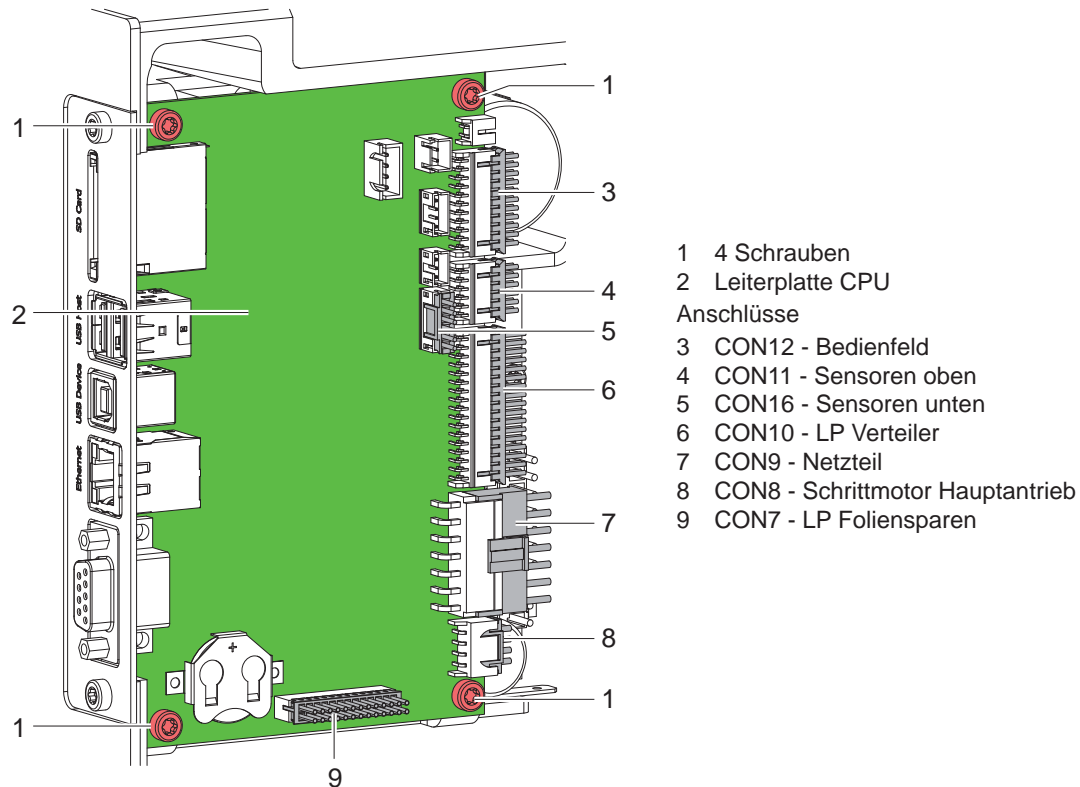 1
1
SD Card
3
2
USB Host
4
5
USB Device
6
Ethernet
7
8
1
1
9
1 4 Schrauben
2 Leiterplatte CPU
Anschlüsse
3 CON12 - Bedienfeld
4 CON11 - Sensoren oben
5 CON16 - Sensoren unten
6 CON10 - LP Verteiler
7 CON9 - Netzteil
8 CON8 - Schrittmotor Hauptantrieb
9 CON7 - LP Foliensparen